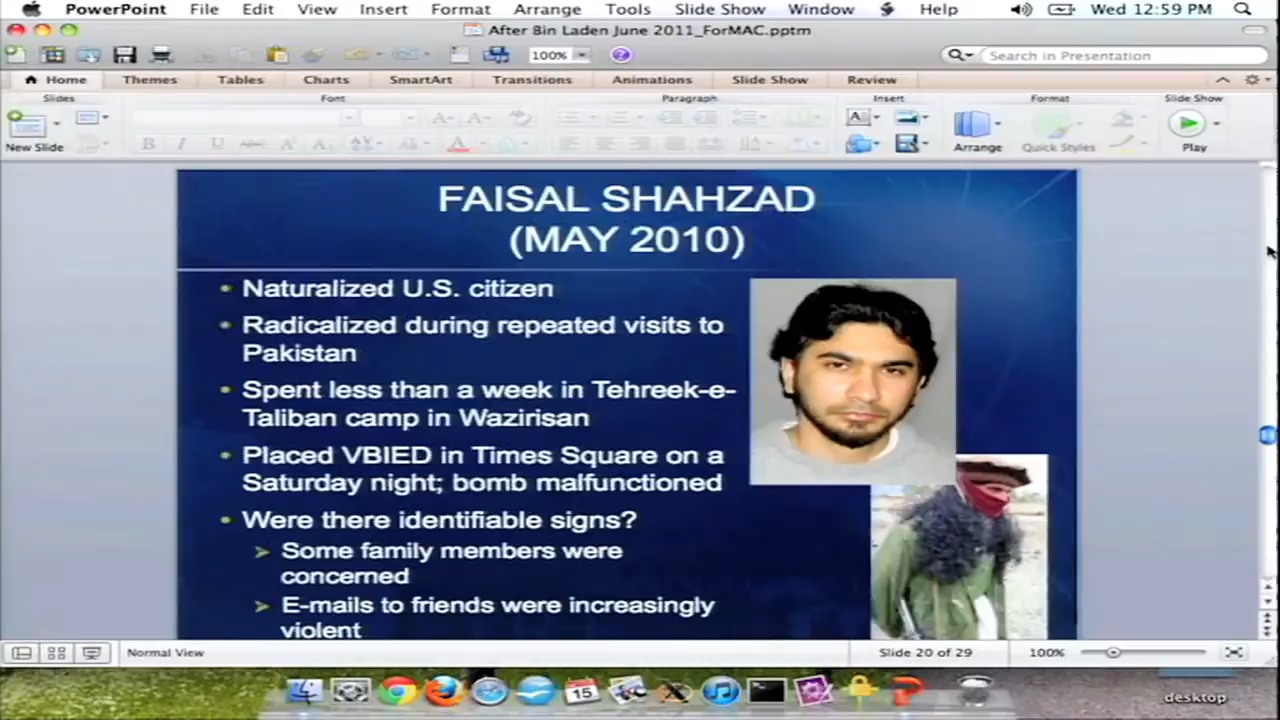 PowerPoint File Edit View Insert Format Arrange Tools Slide Show Window Help Wed 12:59 PM
After Bin Laden June 2011_ForMAC.pptm
100% Search in Presentation
Home Themes Tables Charts SmartArt Transitions Animations Slide Show Review
Slides Font Paragraph Insert Format Slide Show
New Slide Arrange Quick Styles Play
FAISAL SHAHZAD
(MAY 2010)
Naturalized U.S. citizen
Radicalized during repeated visits to
Pakistan
Spent less than a week in Tehreek-e-
Taliban camp in Wazirisan
Placed VBIED in Times Square on a
Saturday night; bomb malfunctioned
Were there identifiable signs?
Some family members were
concerned
E-mails to friends were increasingly
violent
Normal View Slide 20 of 29 100%
15
desktop